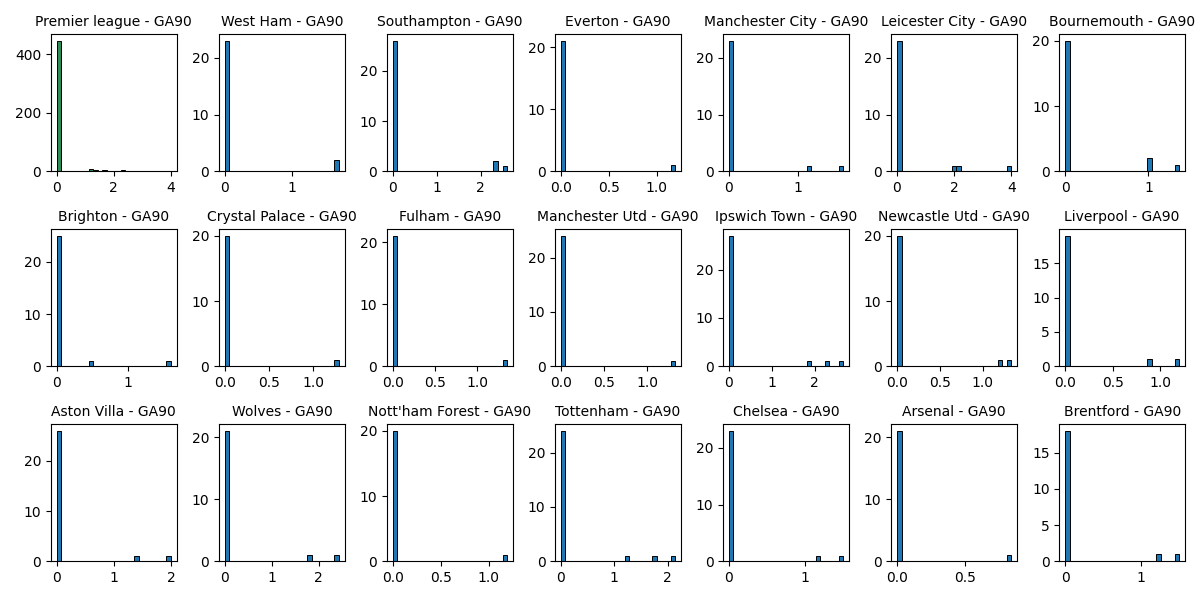 Premier league - GA90 West Ham - GA90 Southampton - GA90 Everton - GA90 Manchester City - GA90 Leicester City - GA90 Bournemouth - GA90
400 200 0 0 2 4
20 10 0 0 1
20 10 0 0 1 2
20 10 0 0.0 0.5 1.0
20 10 0 0 1
20 10 0 0 2 4
20 10 0 0 1
Brighton - GA90 Crystal Palace - GA90 Fulham - GA90 Manchester Utd - GA90 Ipswich Town - GA90 Newcastle Utd - GA90 Liverpool - GA90
20 10 0 0 1
20 10 0 0.0 0.5 1.0
20 10 0 0.0 0.5 1.0
20 10 0 0.0 0.5 1.0
20 10 0 0 1 2
20 10 0 0.0 0.5 1.0
15 10 5 0 0.0 0.5 1.0
Aston Villa - GA90 Wolves - GA90 Nott'ham Forest - GA90 Tottenham - GA90 Chelsea - GA90 Arsenal - GA90 Brentford - GA90
20 10 0 0 1 2
20 10 0 0 1 2
20 10 0 0.0 0.5 1.0
20 10 0 0 1 2
20 10 0 0 1
20 10 0 0.0 0.5
15 10 5 0 0 1